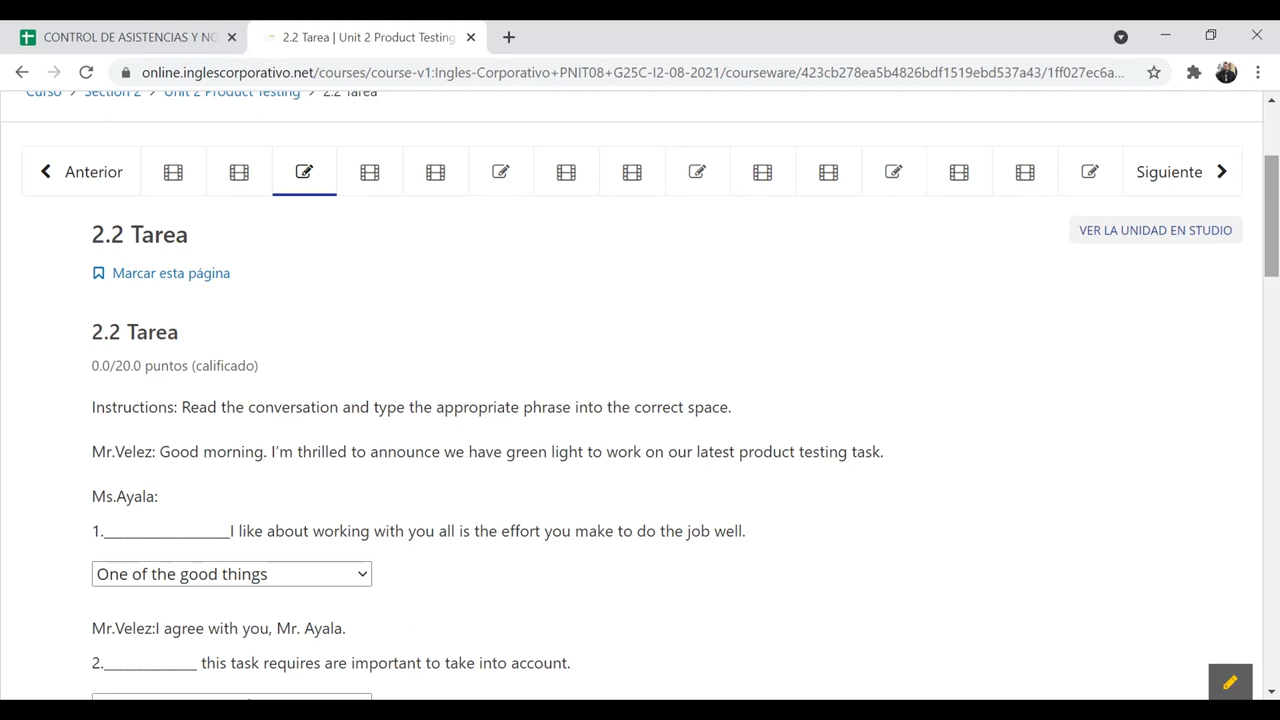 CONTROL DE ASISTENCIAS Y NO
2.2 Tarea | Unit 2 Product Testing
online.inglescorporativo.net/courses/course-v1:Ingles-Corporativo+PNIT08+G25C-I2-08-2021/courseware/423cb278ea5b4826bdf1519ebd537a43/1ff027ec6a...
Curso > Section 2 > Unit 2 Product Testing > 2.2 Tarea
Anterior
Siguiente
2.2 Tarea
VER LA UNIDAD EN STUDIO
Marcar esta página
2.2 Tarea
0.0/20.0 puntos (calificado)
Instructions: Read the conversation and type the appropriate phrase into the correct space.
Mr.Velez: Good morning. I’m thrilled to announce we have green light to work on our latest product testing task.
Ms.Ayala:
1.__________________I like about working with you all is the effort you make to do the job well.
One of the good things
Mr.Velez:I agree with you, Mr. Ayala.
2._____________ this task requires are important to take into account.